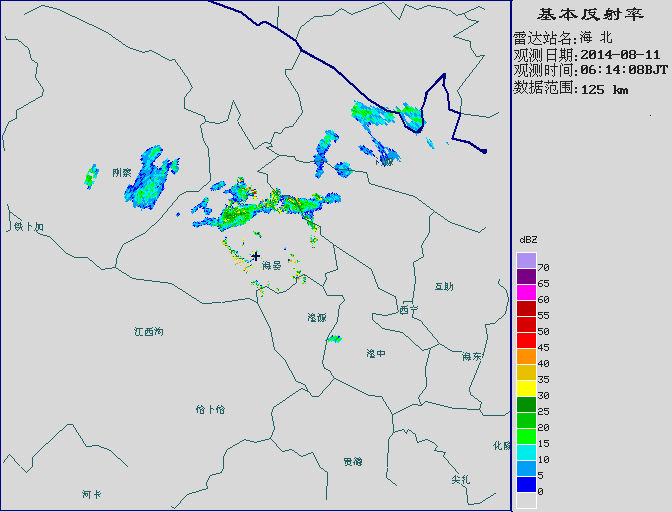 基本反射率
雷达站名:海 北
观测日期:2014-08-11
观测时间:06:14:08BJT
数据范围:125 km
阴察
铁卜加
海晏
互助
西宁
湟源
江西沟
湟中
海东
恰卜恰
化隆
贵德
尖扎
河卡
dBZ
70
65
60
55
50
45
40
35
30
25
20
15
10
5
0